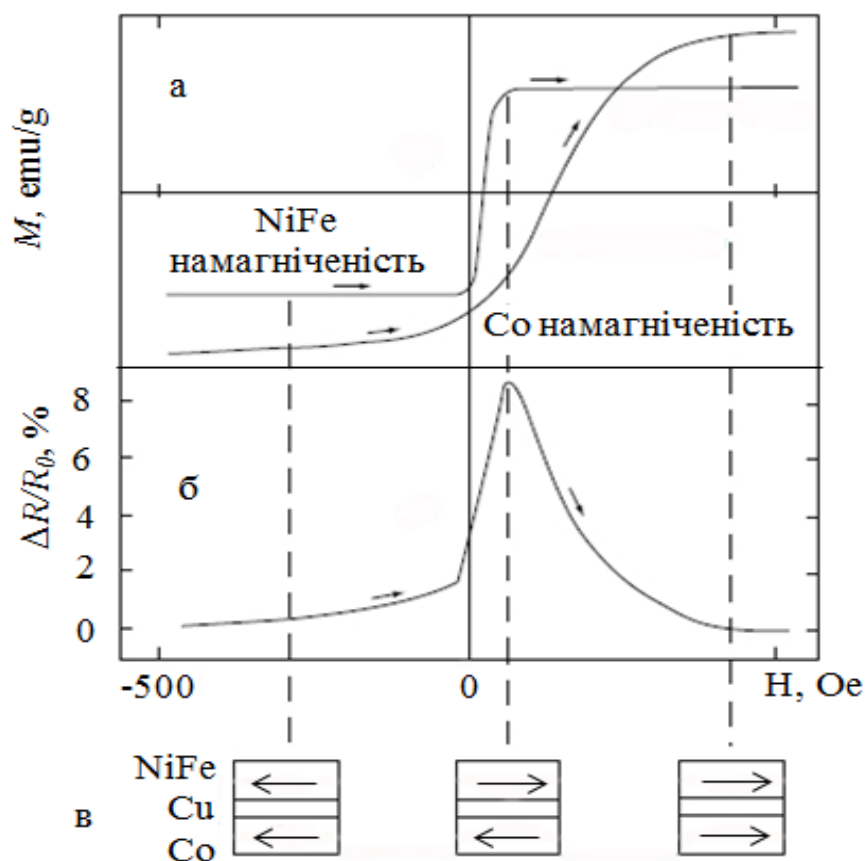 а
M, emu/g
NiFe
намагніченість
Co намагніченість
ΔR/R₀, %
8
6
4
2
0
б
-500
0
H, Oe
NiFe
Cu
Co
в